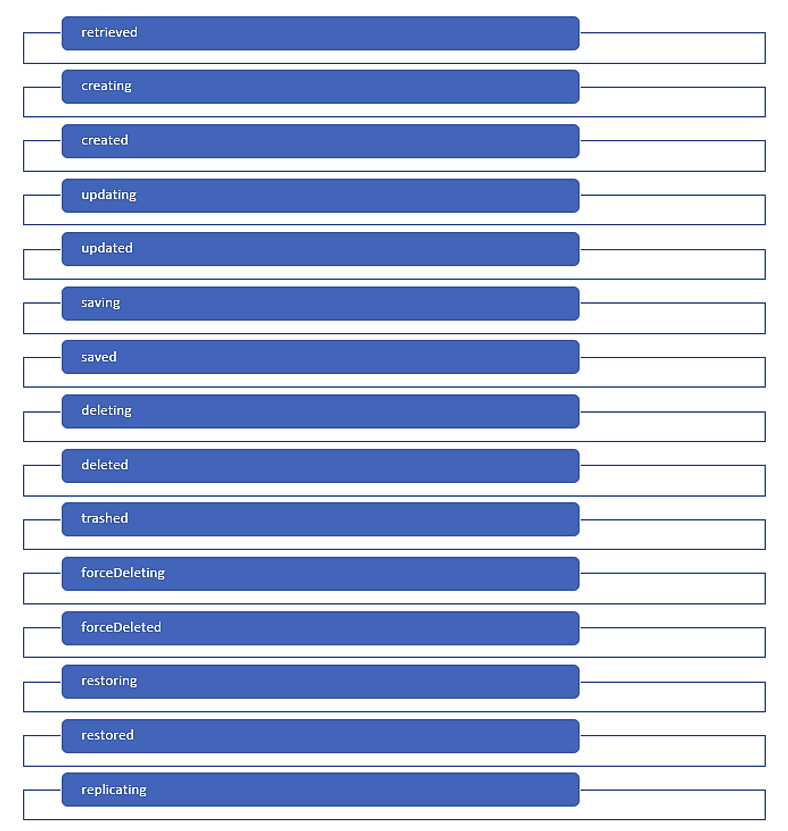 retrieved
creating
created
updating
updated
saving
saved
deleting
deleted
trashed
forceDeleting
forceDeleted
restoring
restored
replicating